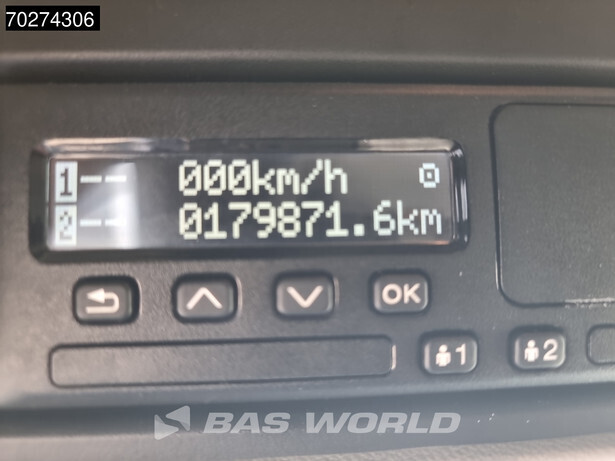 70274306
1-- 000km/h
2-- 0179871.6km
OK
1 2
BAS WORLD